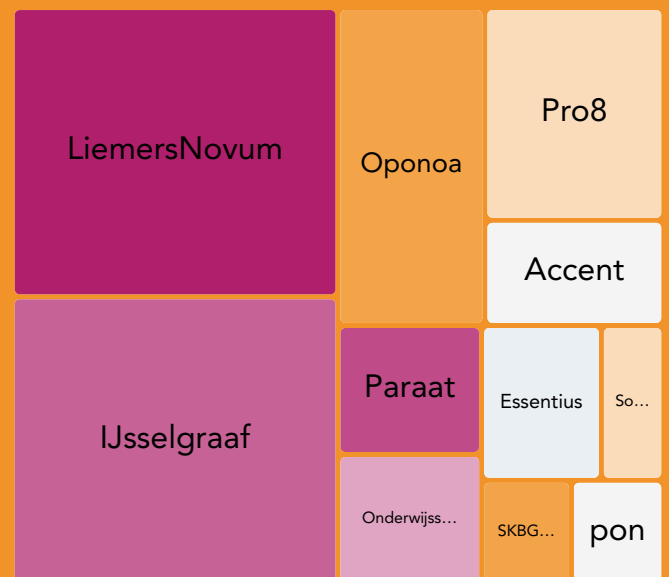 LiemersNovum
Oponoa
Pro8
Accent
IJsselgraaf
Paraat
Essentius
So...
Onderwijss...
SKBG...
pon